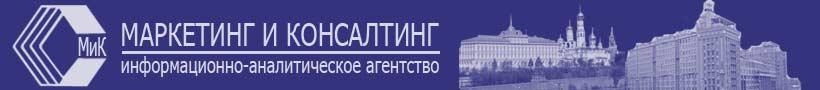 МиК
МАРКЕТИНГ И КОНСАЛТИНГ
информационно-аналитическое агентство